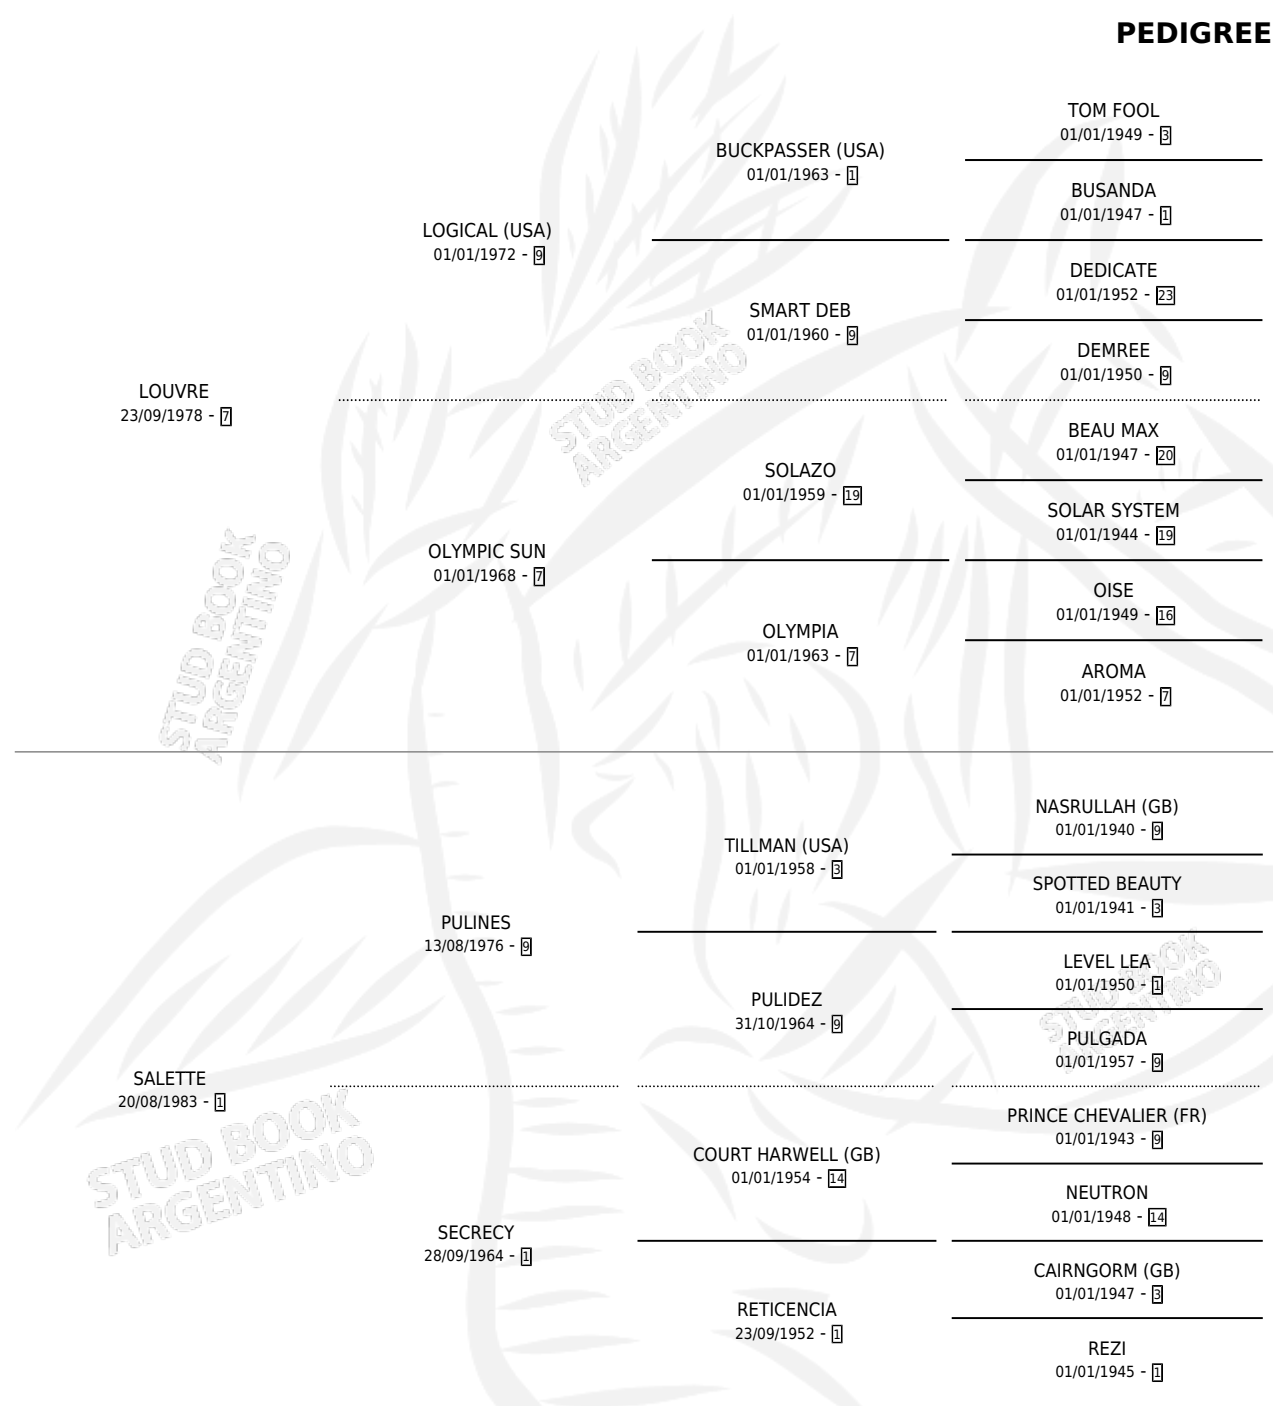 PEDIGREE
TOM FOOL
01/01/1949 - 3
BUCKPASSER (USA)
01/01/1963 - 1
BUSANDA
01/01/1947 - 1
LOGICAL (USA)
01/01/1972 - 9
DEDICATE
01/01/1952 - 23
SMART DEB
01/01/1960 - 9
DEMREE
01/01/1950 - 9
LOUVRE
23/09/1978 - 7
STUD BOOK
ARGENTINO
BEAU MAX
01/01/1947 - 20
SOLAZO
01/01/1959 - 19
SOLAR SYSTEM
01/01/1944 - 19
OLYMPIC SUN
01/01/1968 - 7
OISE
01/01/1949 - 16
OLYMPIA
01/01/1963 - 7
AROMA
01/01/1952 - 7
STUD BOOK
ARGENTINO
NASRULLAH (GB)
01/01/1940 - 9
TILLMAN (USA)
01/01/1958 - 3
SPOTTED BEAUTY
01/01/1941 - 3
PULINES
13/08/1976 - 9
LEVEL LEA
01/01/1950 - 1
PULIDEZ
31/10/1964 - 9
STUD BOOK
ARGENTINO
PULGADA
01/01/1957 - 9
SALETTE
20/08/1983 - 1
PRINCE CHEVALIER (FR)
01/01/1943 - 9
COURT HARWELL (GB)
01/01/1954 - 14
STUD BOOK
ARGENTINO
NEUTRON
01/01/1948 - 14
SECRECY
28/09/1964 - 1
CAIRNGORM (GB)
01/01/1947 - 3
RETICENCIA
23/09/1952 - 1
REZI
01/01/1945 - 1